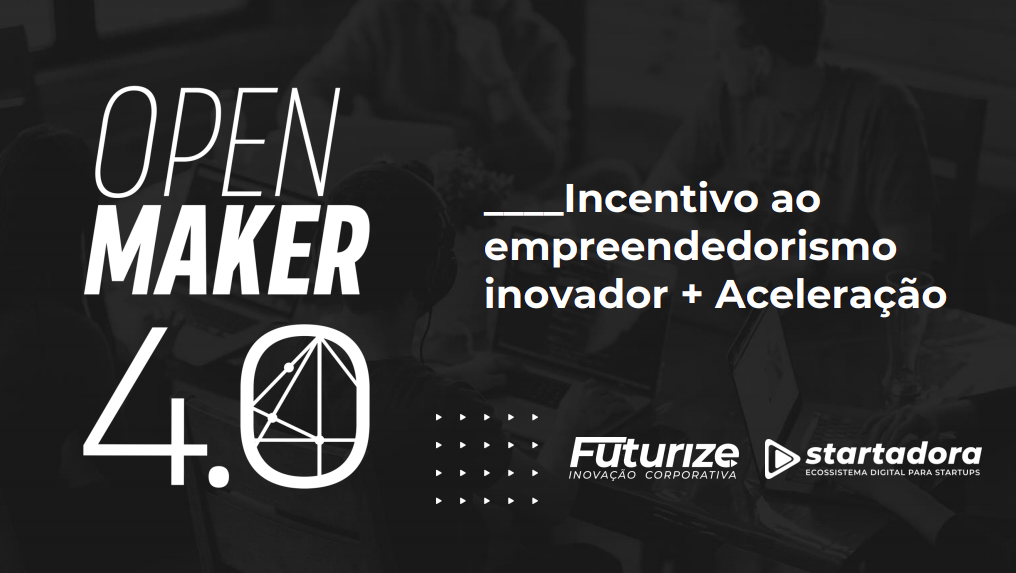 OPEN
MAKER
4.0
____Incentivo ao
empreendedorismo
inovador + Aceleração
Futurize
INOVAÇÃO CORPORATIVA
startadora
ECOSSISTEMA DIGITAL PARA STARTUPS